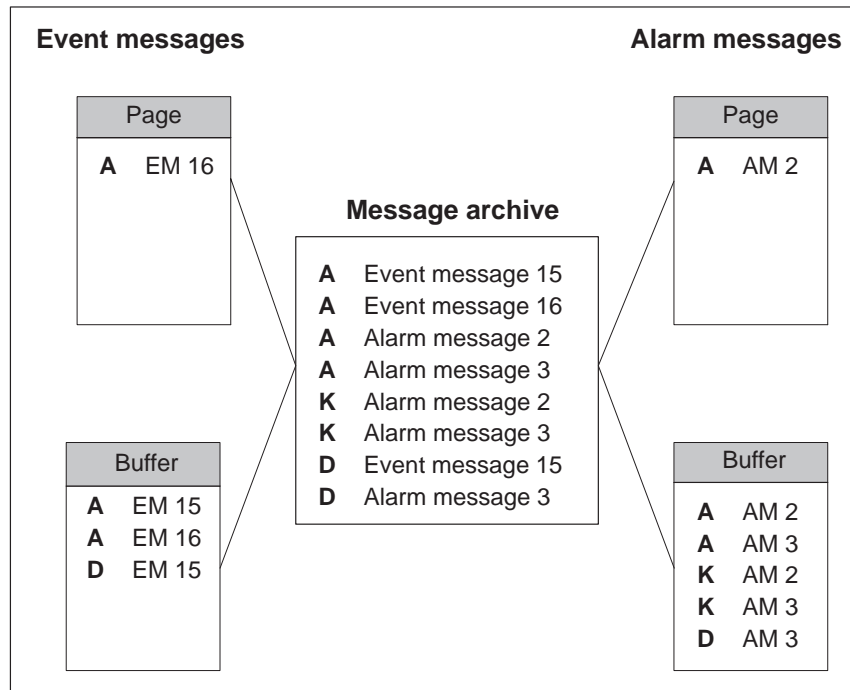 Event messages
Alarm messages
Page
A EM 16
Page
A AM 2
Message archive
A Event message 15
A Event message 16
A Alarm message 2
A Alarm message 3
K Alarm message 2
K Alarm message 3
D Event message 15
D Alarm message 3
Buffer
A EM 15
A EM 16
D EM 15
Buffer
A AM 2
A AM 3
K AM 2
K AM 3
D AM 3